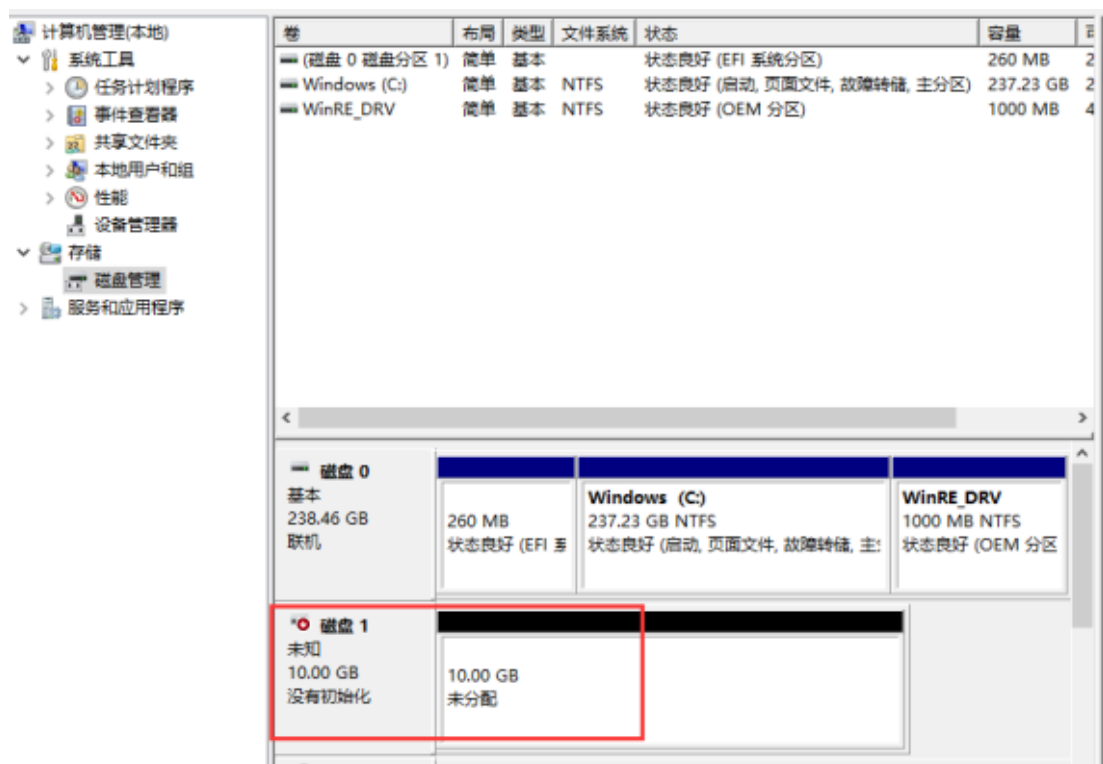 计算机管理(本地)
系统工具
任务计划程序
事件查看器
共享文件夹
本地用户和组
性能
设备管理器
存储
磁盘管理
服务和应用程序
卷 布局 类型 文件系统 状态 容量
(磁盘 0 磁盘分区 1) 简单 基本 状态良好 (EFI 系统分区) 260 MB 2
Windows (C:) 简单 基本 NTFS 状态良好 (启动, 页面文件, 故障转储, 主分区) 237.23 GB 2
WinRE_DRV 简单 基本 NTFS 状态良好 (OEM 分区) 1000 MB 4
磁盘 0
基本
238.46 GB
联机
260 MB
状态良好 (EFI 系
Windows (C:)
237.23 GB NTFS
状态良好 (启动, 页面文件, 故障转储, 主
WinRE_DRV
1000 MB NTFS
状态良好 (OEM 分区
磁盘 1
未知
10.00 GB
没有初始化
10.00 GB
未分配